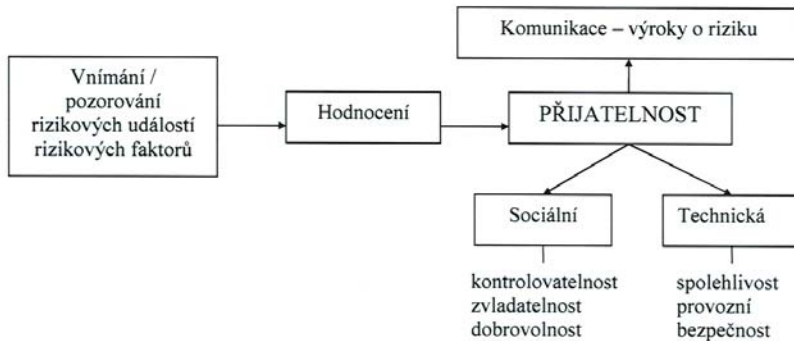 Komunikace – výroky o riziku
Vnímání /
pozorování
rizikových událostí
rizikových faktorů
Hodnocení
PŘIJATELNOST
Sociální
Technická
kontrolovatelnost
zvladatelnost
dobrovolnost
spolehlivost
provozní
bezpečnost